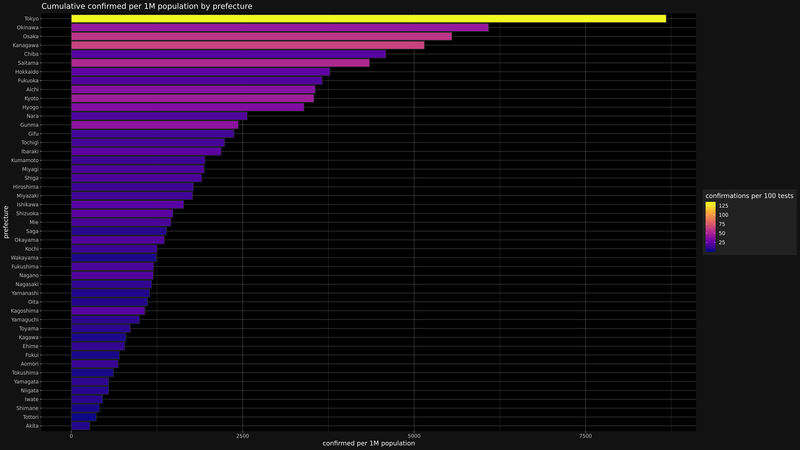 Cumulative confirmed per 1M population by prefecture
Tokyo
Okinawa
Osaka
Kanagawa
Chiba
Saitama
Hokkaido
Fukuoka
Aichi
Kyoto
Hyogo
Nara
Gunma
Gifu
Tochigi
Ibaraki
Kumamoto
Miyagi
Shiga
Hiroshima
Miyazaki
Ishikawa
Shizuoka
Mie
Saga
Okayama
Kochi
Wakayama
Fukushima
Nagano
Nagasaki
Yamanashi
Oita
Kagoshima
Yamaguchi
Toyama
Kagawa
Ehime
Fukui
Aomori
Tokushima
Yamagata
Niigata
Iwate
Shimane
Tottori
Akita
prefecture
0
2500
5000
7500
confirmed per 1M population
confirmations per 100 tests
125
100
75
50
25